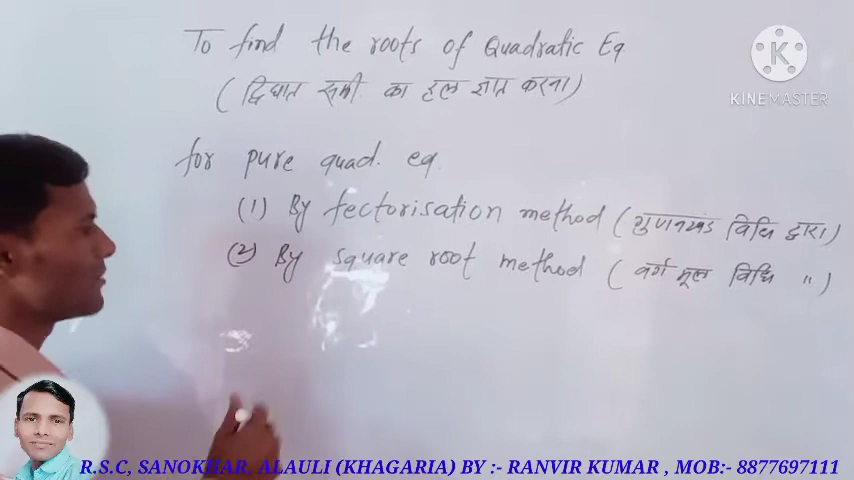 To find the roots of Quadratic Eq
(द्विघात समी. का हल ज्ञात करना)
for pure quad. eq.
(1) By fectorisation method (गुणनखंड विधि द्वारा)
(2) By square root method (वर्ग मूल विधि ")
KINEMASTER
R.S.C, SANOKHAR, ALAULI (KHAGARIA) BY :- RANVIR KUMAR , MOB:- 8877697111